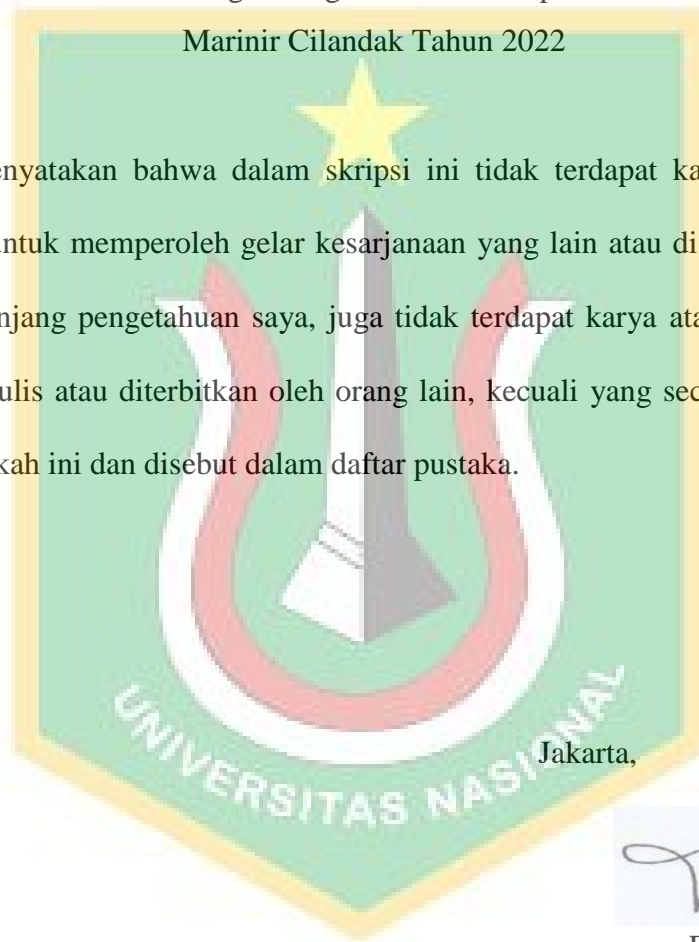 Marinir Cilandak Tahun 2022
enyatakan bahwa dalam skripsi ini tidak terdapat ka
untuk memperoleh gelar kesarjanaan yang lain atau di
njang pengetahuan saya, juga tidak terdapat karya ata
ulis atau diterbitkan oleh orang lain, kecuali yang sec
kah ini dan disebut dalam daftar pustaka.
Jakarta,
UNIVERSITAS NASIONAL